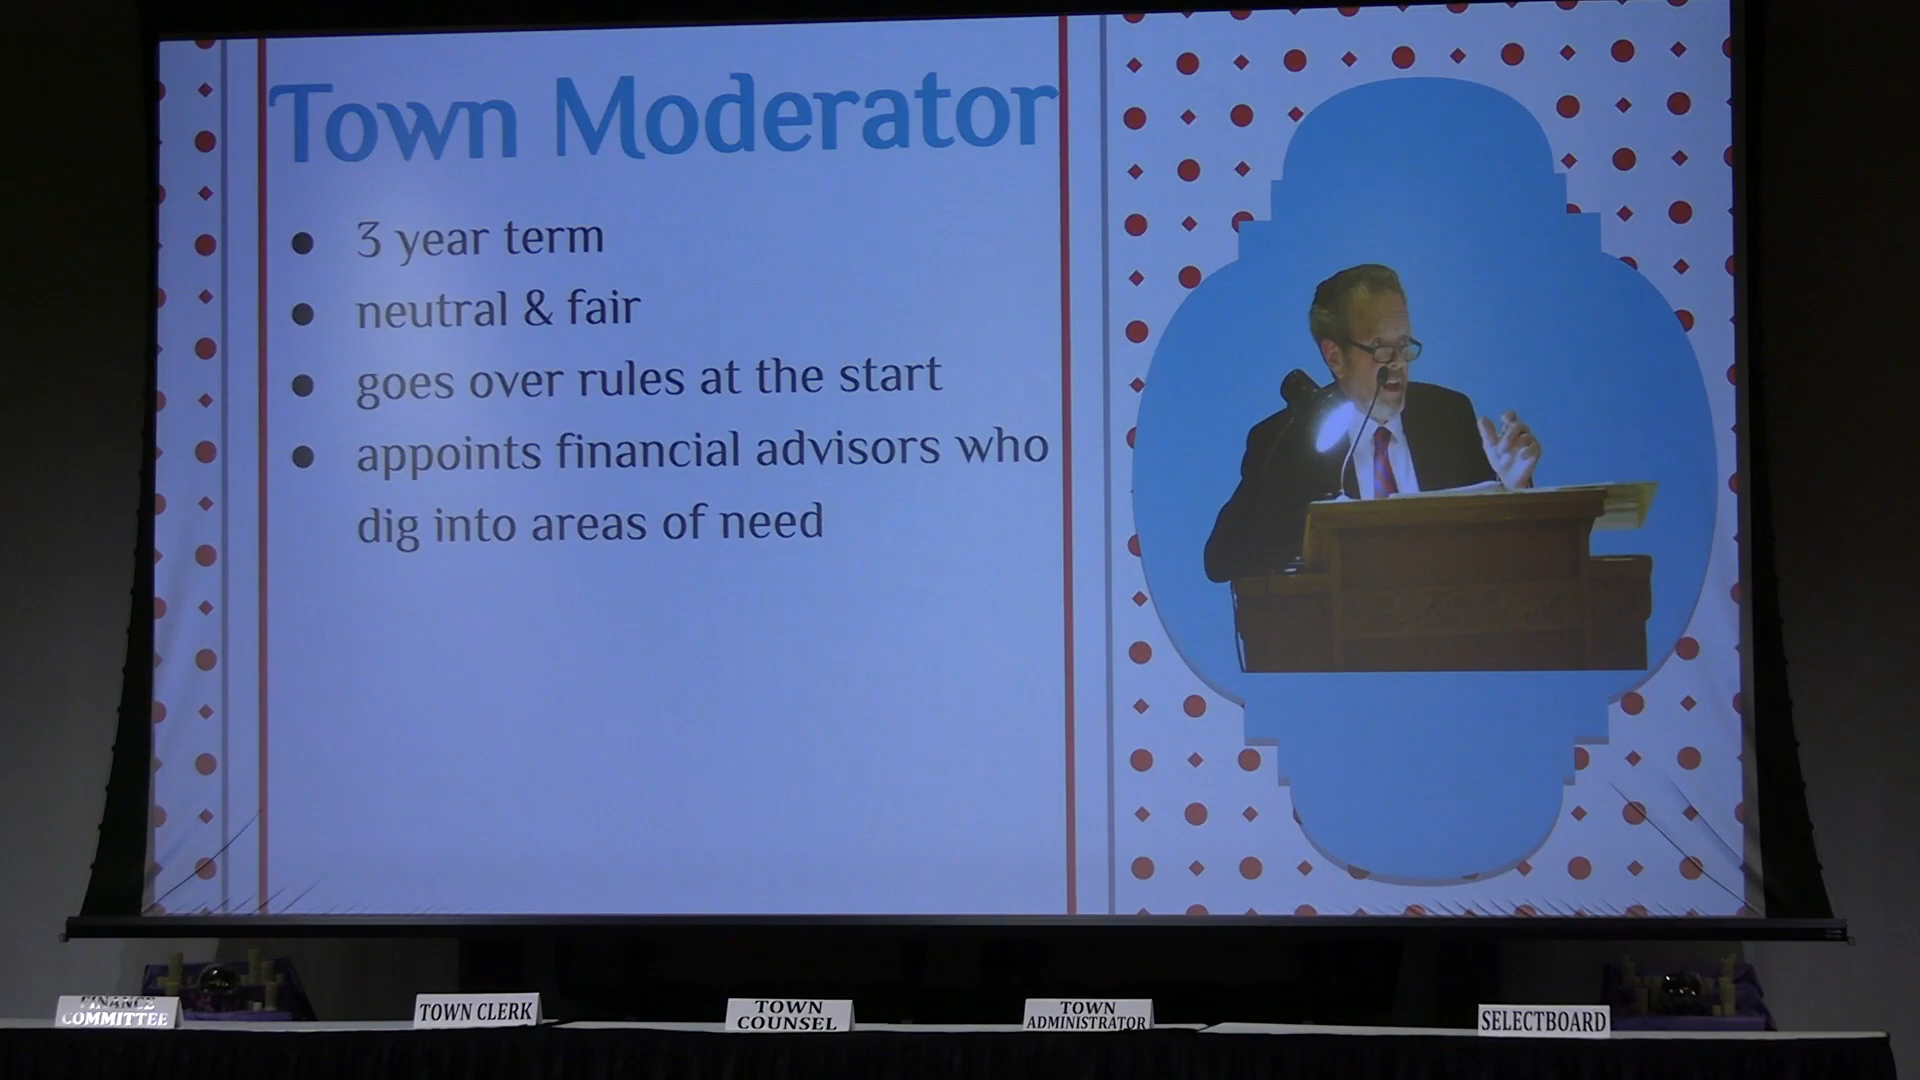 Town Moderator
● 3 year term
● neutral & fair
● goes over rules at the start
● appoints financial advisors who
dig into areas of need
FINANCE
COMMITTEE
TOWN CLERK
TOWN
COUNSEL
TOWN
ADMINISTRATOR
SELECTBOARD